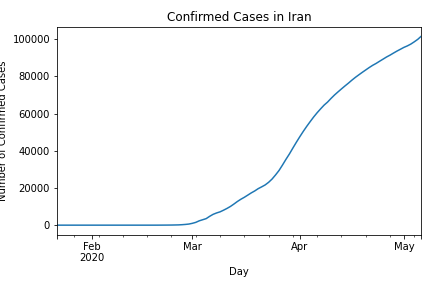 Confirmed Cases in Iran
Number of Confirmed Cases
100000
80000
60000
40000
20000
0
Feb
2020
Mar
Apr
May
Day